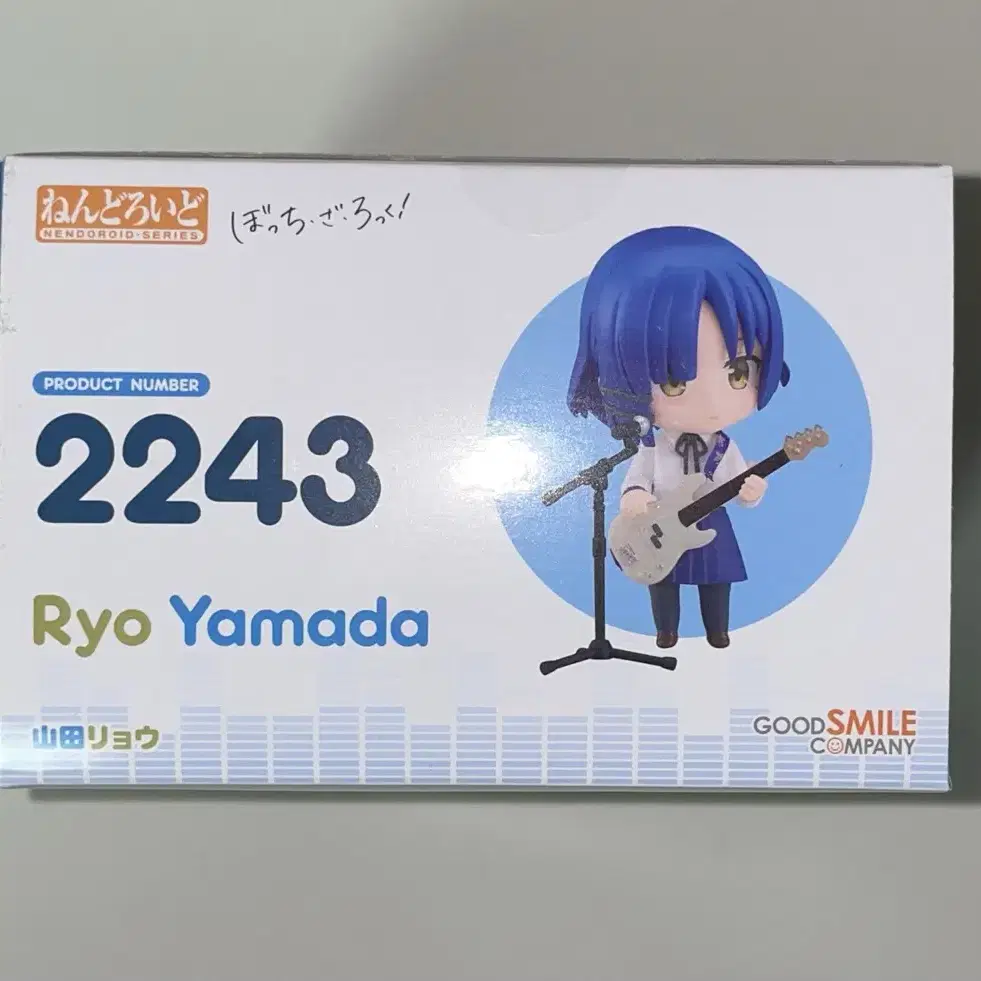 ねんどろいど
NENDOROID·SERIES
ぼっち・ざ・ろっく!
PRODUCT NUMBER
2243
Ryo Yamada
山田リョウ
GOOD SMILE
COMPANY